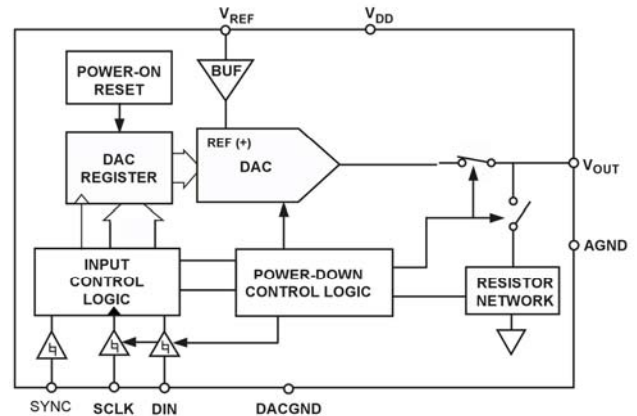 VREF
VDD
BUF
POWER-ON
RESET
REF (+)
DAC
REGISTER
DAC
VOUT
AGND
INPUT
CONTROL
LOGIC
POWER-DOWN
CONTROL LOGIC
RESISTOR
NETWORK
SYNC
SCLK
DIN
DACGND